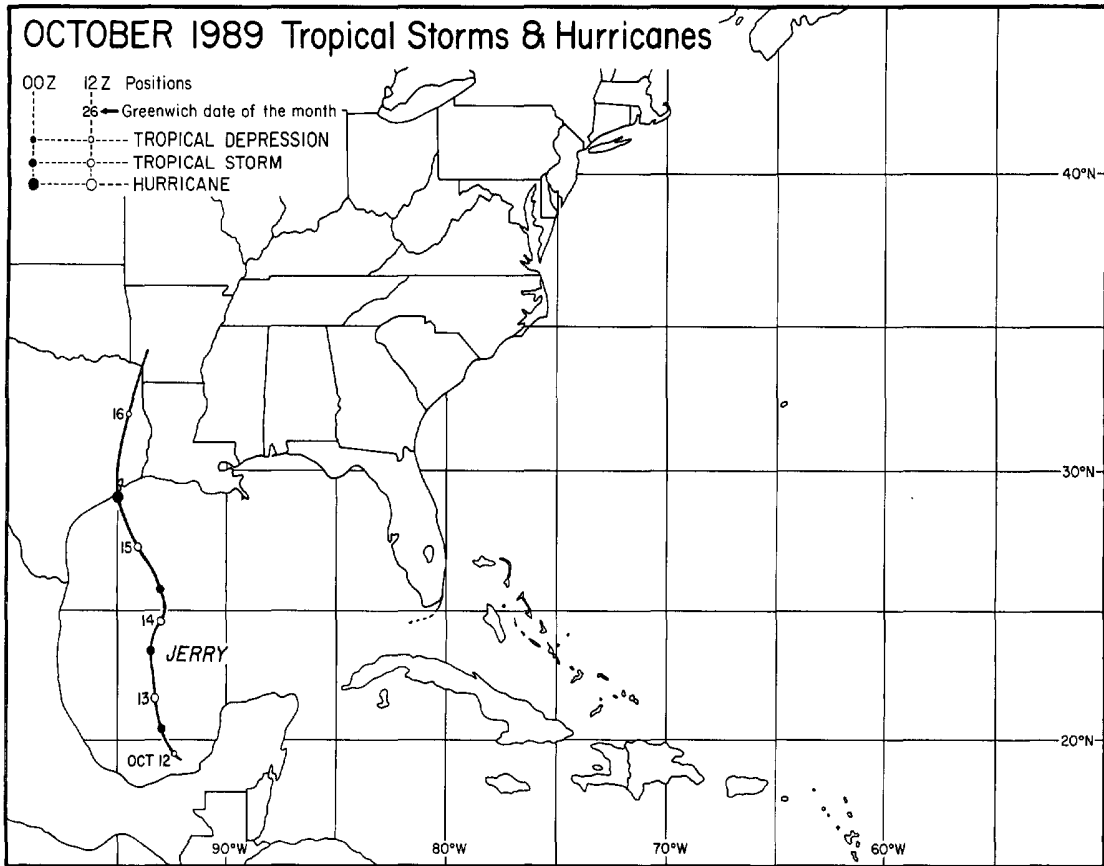 OCTOBER 1989 Tropical Storms & Hurricanes
00Z 12Z Positions
26 Greenwich date of the month
TROPICAL DEPRESSION
TROPICAL STORM
HURRICANE
40°N
16
30°N
15
14
JERRY
13
20°N
OCT 12
90°W 80°W 70°W 60°W